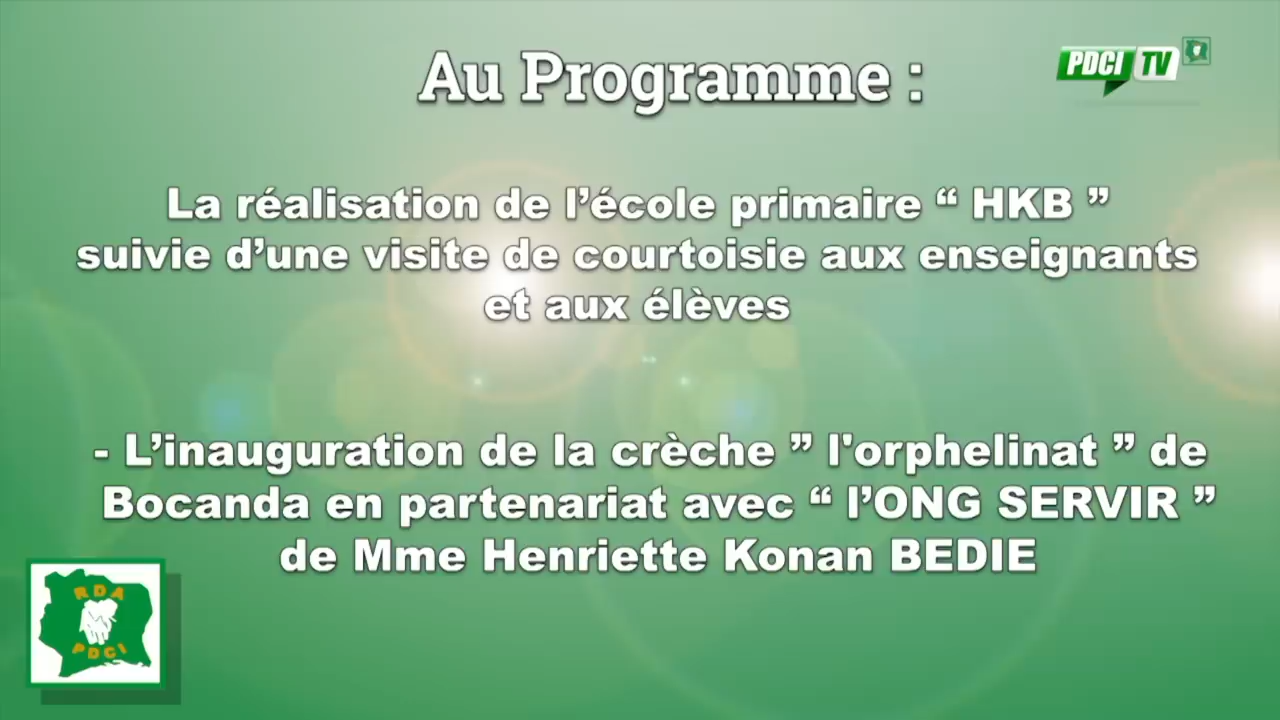 Au Programme :
PDCI TV
La réalisation de l’école primaire “ HKB ”
suivie d’une visite de courtoisie aux enseignants
et aux élèves
- L’inauguration de la crèche ” l'orphelinat ” de
Bocanda en partenariat avec “ l’ONG SERVIR ”
de Mme Henriette Konan BEDIE
RDA
PDCI